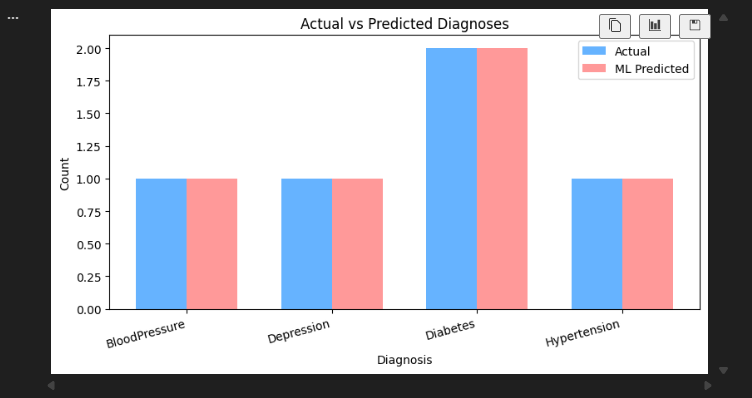 ...
Actual vs Predicted Diagnoses
Actual
ML Predicted
2.00
1.75
1.50
1.25
1.00
0.75
0.50
0.25
0.00
Count
BloodPressure
Depression
Diabetes
Hypertension
Diagnosis